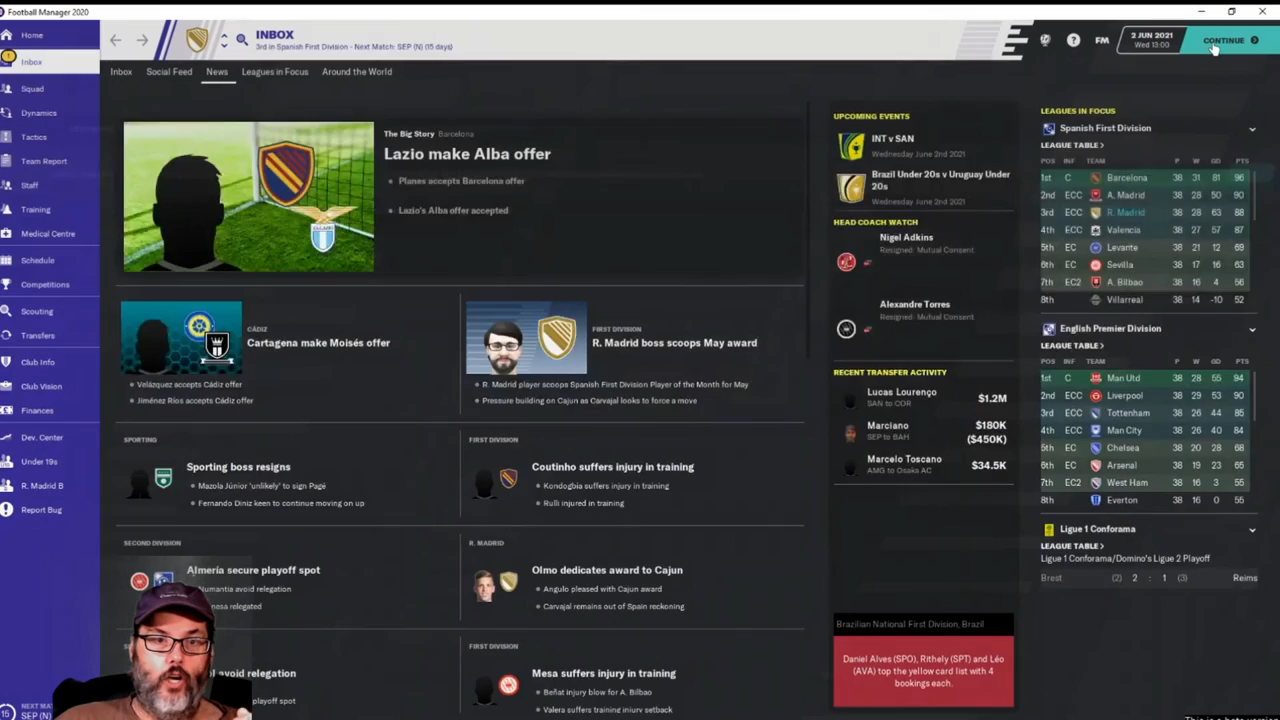 Football Manager 2020
Home
Inbox
Squad
Dynamics
Tactics
Team Report
Staff
Training
Medical Centre
Schedule
Competitions
Scouting
Transfers
Club Info
Club Vision
Finances
Dev. Center
Under 19s
R. Madrid B
Report Bug
15
NEXT MA
SEP (N)
INBOX
3rd in Spanish First Division - Next Match: SEP (N) (15 days)
FM
2 JUN 2021
Wed 13:00
CONTINUE
Inbox Social Feed News Leagues in Focus Around the World
The Big Story Barcelona
Lazio make Alba offer
Planes accepts Barcelona offer
Lazio's Alba offer accepted
CÁDIZ
Cartagena make Moisés offer
Velázquez accepts Cádiz offer
Jiménez Ríos accepts Cádiz offer
FIRST DIVISION
R. Madrid boss scoops May award
R. Madrid player scoops Spanish First Division Player of the Month for May
Pressure building on Cajun as Carvajal looks to force a move
SPORTING
Sporting boss resigns
Mazola Júnior 'unlikely' to sign Pagé
Fernando Diniz keen to continue moving on up
FIRST DIVISION
Coutinho suffers injury in training
Kondogbia suffers injury in training
Rulli injured in training
SECOND DIVISION
Almería secure playoff spot
Numantia avoid relegation
relegated
R. MADRID
Olmo dedicates award to Cajun
Angulo pleased with Cajun award
Carvajal remains out of Spain reckoning
avoid relegation
playoff spot
FIRST DIVISION
Mesa suffers injury in training
Beñat injury blow for A. Bilbao
Valera suffers training injury setback
UPCOMING EVENTS
INT v SAN
Wednesday June 2nd 2021
Brazil Under 20s v Uruguay Under
20s
Wednesday June 2nd 2021
HEAD COACH WATCH
Nigel Adkins
Resigned: Mutual Consent.
Alexandre Torres
Resigned: Mutual Consent.
RECENT TRANSFER ACTIVITY
Lucas Lourenço
SAN to COR
$1.2M
Marciano
SEP to BAH
$180K
($450K)
Marcelo Toscano
AMG to Osaka AC
$34.5K
Brazilian National First Division, Brazil
Daniel Alves (SPO), Rithely (SPT) and Léo
(AVA) top the yellow card list with 4
bookings each.
LEAGUES IN FOCUS
Spanish First Division
LEAGUE TABLE >
POS INF TEAM P W GD PTS
1st C Barcelona 38 31 81 96
2nd ECC A. Madrid 38 28 50 90
3rd ECC R. Madrid 38 28 63 88
4th ECC Valencia 38 27 57 87
5th EC Levante 38 21 12 69
6th EC Sevilla 38 17 16 63
7th EC2 A. Bilbao 38 16 4 56
8th Villarreal 38 14 -10 52
English Premier Division
LEAGUE TABLE >
POS INF TEAM P W GD PTS
1st C Man Utd 38 28 55 94
2nd ECC Liverpool 38 29 53 90
3rd ECC Tottenham 38 26 44 85
4th ECC Man City 38 26 40 84
5th EC Chelsea 38 20 28 68
6th EC Arsenal 38 19 23 65
7th EC2 West Ham 38 16 3 55
8th Everton 38 16 0 55
Ligue 1 Conforama
LEAGUE TABLE >
Ligue 1 Conforama/Domino's Ligue 2 Playoff
Brest (2) 2 : 1 (3) Reims